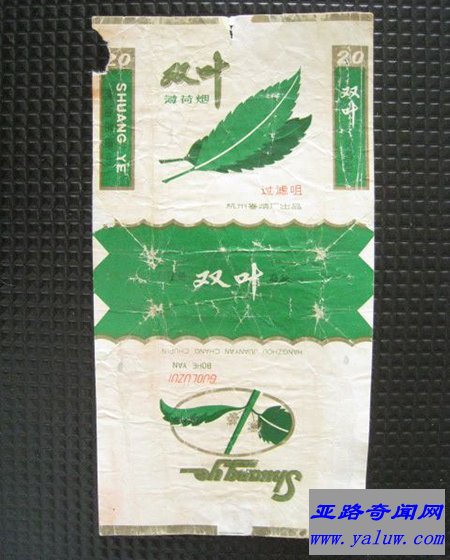 20
SHUANG YE
双叶
薄荷烟
20
双叶
过滤咀
杭州卷烟厂出品
双叶
HANGZHOU JUANYAN CHANG CHUPIN
BOHE YAN
GUOLUZUI
Shuangye
亚路奇闻网
www.yaluw.com